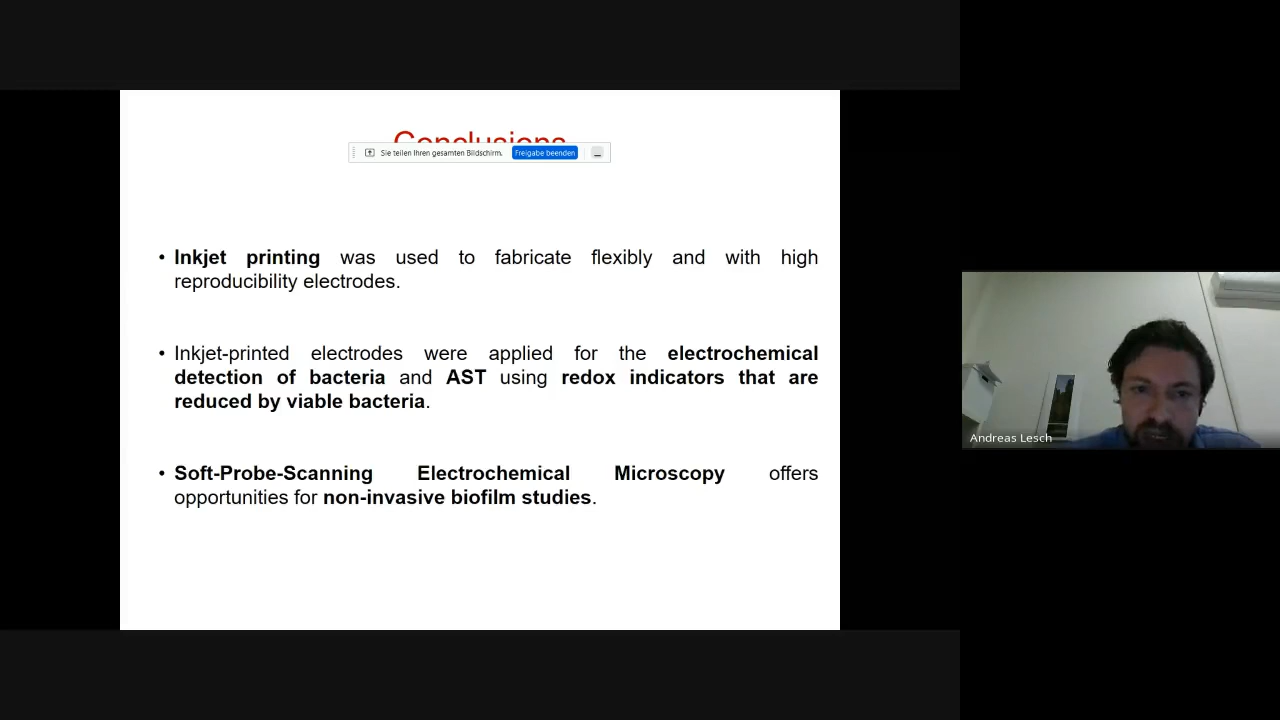 Conclusions
Sie teilen Ihren gesamten Bildschirm. Freigabe beenden
• Inkjet printing was used to fabricate flexibly and with high
reproducibility electrodes.
• Inkjet-printed electrodes were applied for the electrochemical
detection of bacteria and AST using redox indicators that are
reduced by viable bacteria.
• Soft-Probe-Scanning Electrochemical Microscopy offers
opportunities for non-invasive biofilm studies.
Andreas Lesch